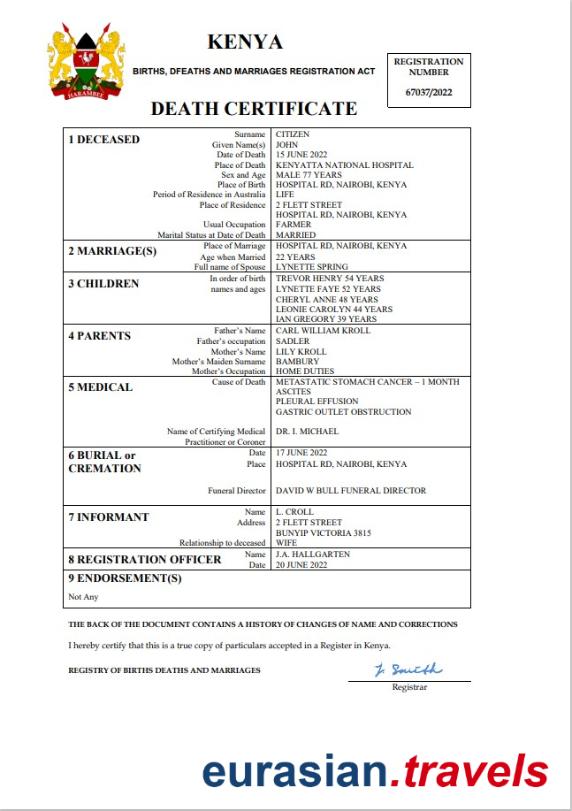 KENYA
BIRTHS, DFEATHS AND MARRIAGES REGISTRATION ACT
REGISTRATION
NUMBER
67037/2022
HARAMBEE
DEATH CERTIFICATE
1 DECEASED
Surname CITIZEN
Given Name(s) JOHN
Date of Death 15 JUNE 2022
Place of Death KENYATTA NATIONAL HOSPITAL
Sex and Age MALE 77 YEARS
Place of Birth HOSPITAL RD, NAIROBI, KENYA
Period of Residence in Australia LIFE
Place of Residence 2 FLETT STREET
HOSPITAL RD, NAIROBI, KENYA
Usual Occupation FARMER
Marital Status at Date of Death MARRIED
2 MARRIAGE(S)
Place of Marriage HOSPITAL RD, NAIROBI, KENYA
Age when Married 22 YEARS
Full name of Spouse LYNETTE SPRING
3 CHILDREN
In order of birth TREVOR HENRY 54 YEARS
names and ages LYNETTE FAYE 52 YEARS
CHERYL ANNE 48 YEARS
LEONIE CAROLYN 44 YEARS
IAN GREGORY 39 YEARS
4 PARENTS
Father's Name CARL WILLIAM KROLL
Father's occupation SADLER
Mother's Name LILY KROLL
Mother's Maiden Surname BAMBURY
Mother's Occupation HOME DUTIES
5 MEDICAL
Cause of Death METASTATIC STOMACH CANCER – 1 MONTH
ASCITES
PLEURAL EFFUSION
GASTRIC OUTLET OBSTRUCTION
Name of Certifying Medical DR. I. MICHAEL
Practitioner or Coroner
6 BURIAL or
CREMATION
Date 17 JUNE 2022
Place HOSPITAL RD, NAIROBI, KENYA
Funeral Director DAVID W BULL FUNERAL DIRECTOR
7 INFORMANT
Name L. CROLL
Address 2 FLETT STREET
BUNYIP VICTORIA 3815
Relationship to deceased WIFE
8 REGISTRATION OFFICER
Name J.A. HALLGARTEN
Date 20 JUNE 2022
9 ENDORSEMENT(S)
Not Any
THE BACK OF THE DOCUMENT CONTAINS A HISTORY OF CHANGES OF NAME AND CORRECTIONS
I hereby certify that this is a true copy of particulars accepted in a Register in Kenya.
REGISTRY OF BIRTHS DEATHS AND MARRIAGES
J. Smith
Registrar
eurasian.travels